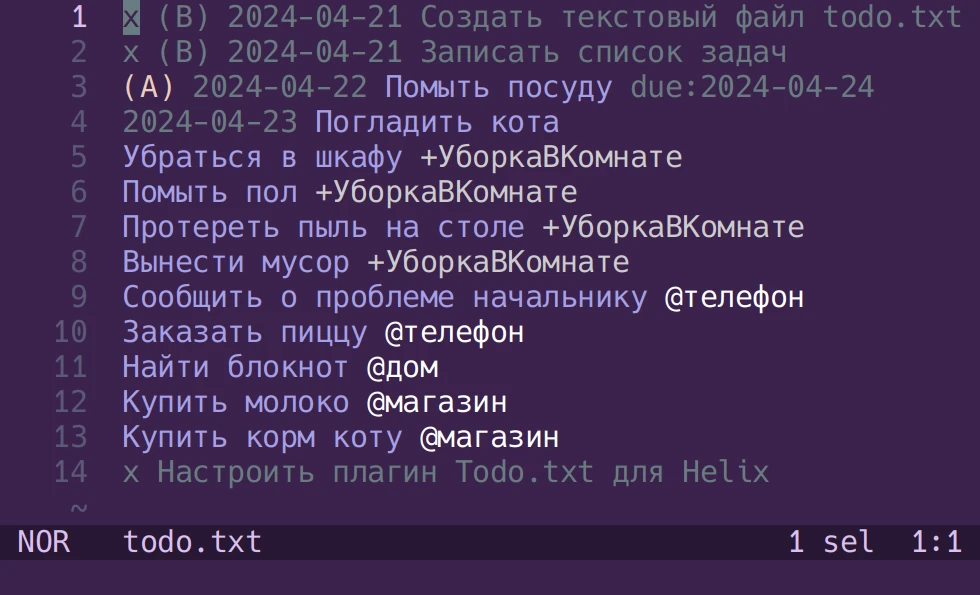 1 x (B) 2024-04-21 Создать текстовый файл todo.txt
2 x (B) 2024-04-21 Записать список задач
3 (A) 2024-04-22 Помыть посуду due:2024-04-24
4 2024-04-23 Погладить кота
5 Убраться в шкафу +УборкаВКомнате
6 Помыть пол +УборкаВКомнате
7 Протереть пыль на столе +УборкаВКомнате
8 Вынести мусор +УборкаВКомнате
9 Сообщить о проблеме начальнику @телефон
10 Заказать пиццу @телефон
11 Найти блокнот @дом
12 Купить молоко @магазин
13 Купить корм коту @магазин
14 x Настроить плагин Todo.txt для Helix
~
NOR todo.txt 1 sel 1:1